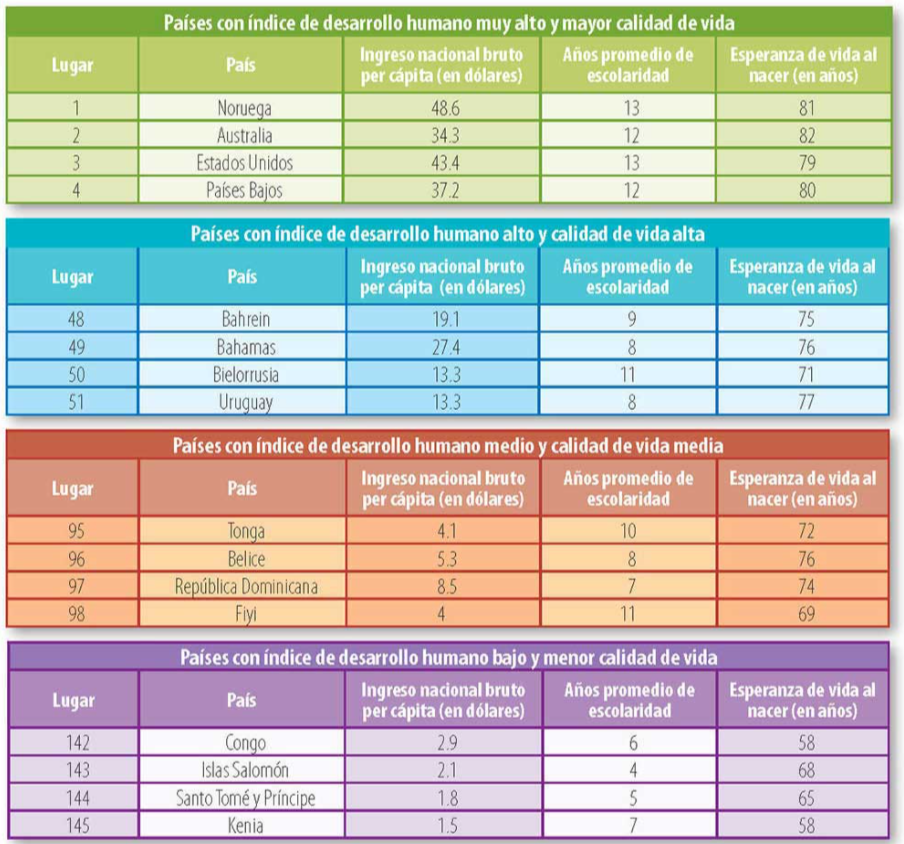 Países con índice de desarrollo humano muy alto y mayor calidad de vida
Lugar País Ingreso nacional bruto per cápita (en dólares) Años promedio de escolaridad Esperanza de vida al nacer (en años)
1 Noruega 48.6 13 81
2 Australia 34.3 12 82
3 Estados Unidos 43.4 13 79
4 Países Bajos 37.2 12 80
Países con índice de desarrollo humano alto y calidad de vida alta
Lugar País Ingreso nacional bruto per cápita (en dólares) Años promedio de escolaridad Esperanza de vida al nacer (en años)
48 Bahrein 19.1 9 75
49 Bahamas 27.4 8 76
50 Bielorrusia 13.3 11 71
51 Uruguay 13.3 8 77
Países con índice de desarrollo humano medio y calidad de vida media
Lugar País Ingreso nacional bruto per cápita (en dólares) Años promedio de escolaridad Esperanza de vida al nacer (en años)
95 Tonga 4.1 10 72
96 Belice 5.3 8 76
97 República Dominicana 8.5 7 74
98 Fiyi 4 11 69
Países con índice de desarrollo humano bajo y menor calidad de vida
Lugar País Ingreso nacional bruto per cápita (en dólares) Años promedio de escolaridad Esperanza de vida al nacer (en años)
142 Congo 2.9 6 58
143 Islas Salomón 2.1 4 68
144 Santo Tomé y Príncipe 1.8 5 65
145 Kenia 1.5 7 58